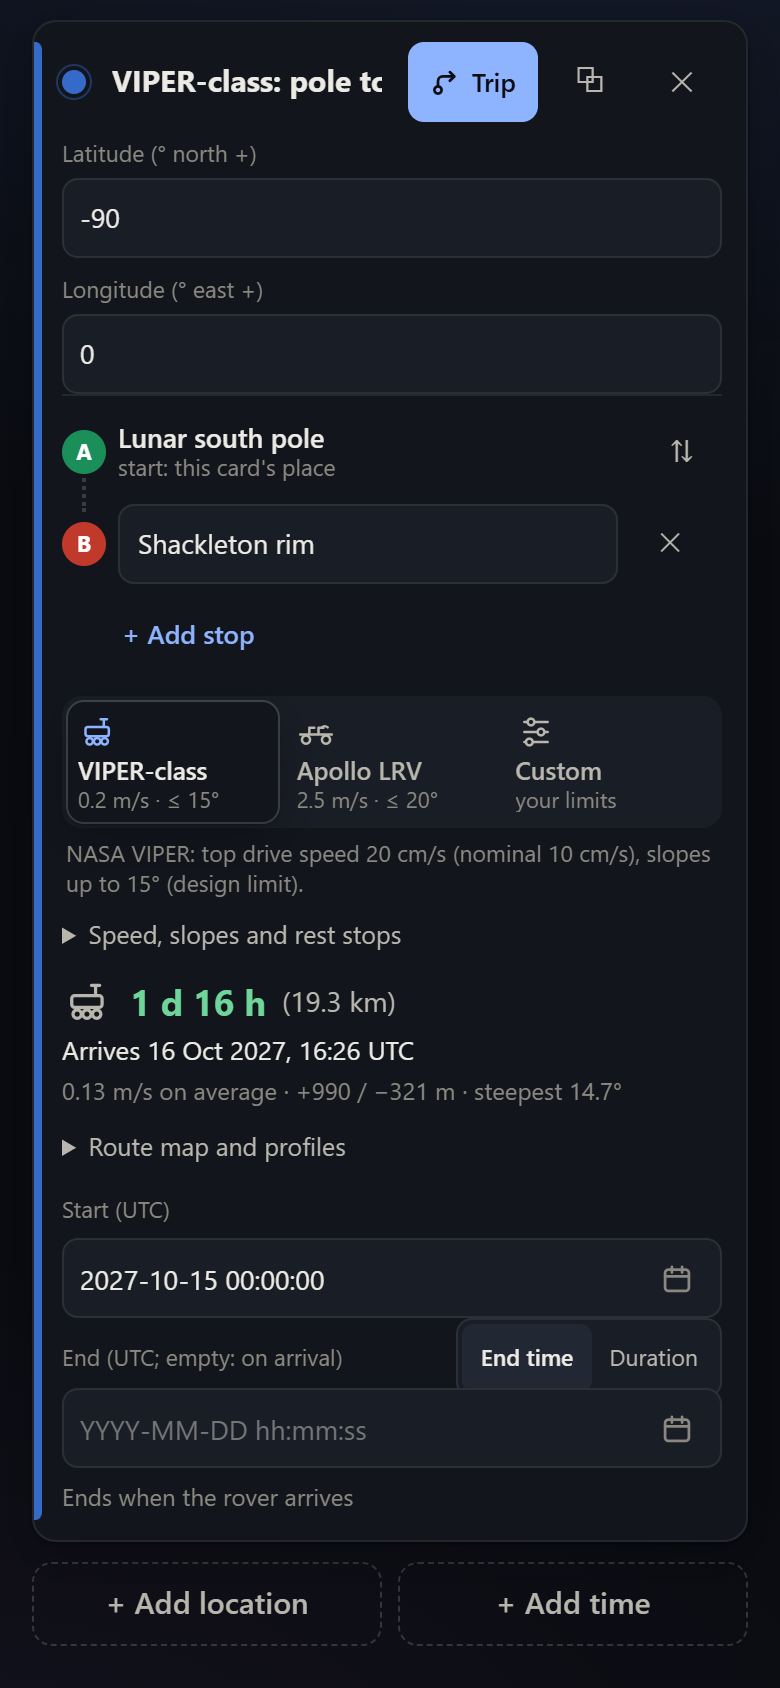 VIPER-class: pole to
Trip
Latitude (° north +)
-90
Longitude (° east +)
0
A
Lunar south pole
start: this card's place
B
Shackleton rim
+ Add stop
VIPER-class
0.2 m/s · ≤ 15°
Apollo LRV
2.5 m/s · ≤ 20°
Custom
your limits
NASA VIPER: top drive speed 20 cm/s (nominal 10 cm/s), slopes
up to 15° (design limit).
Speed, slopes and rest stops
1 d 16 h (19.3 km)
Arrives 16 Oct 2027, 16:26 UTC
0.13 m/s on average · +990 / −321 m · steepest 14.7°
Route map and profiles
Start (UTC)
2027-10-15 00:00:00
End (UTC; empty: on arrival)
End time
Duration
YYYY-MM-DD hh:mm:ss
Ends when the rover arrives
+ Add location
+ Add time